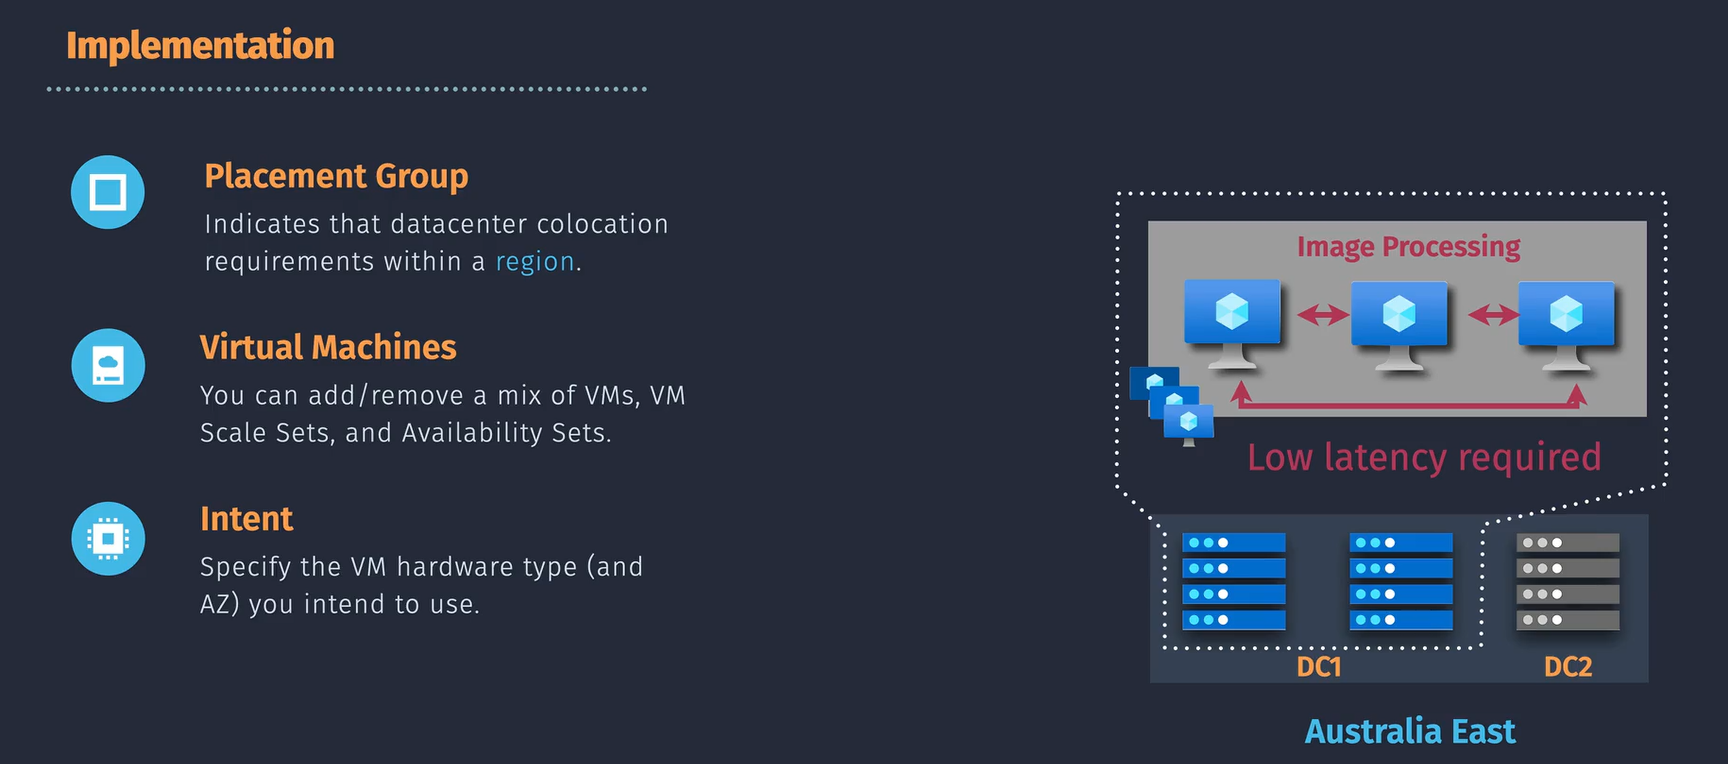 Implementation
Placement Group
Indicates that datacenter colocation
requirements within a region.
Virtual Machines
You can add/remove a mix of VMs, VM
Scale Sets, and Availability Sets.
Intent
Specify the VM hardware type (and
AZ) you intend to use.
Image Processing
Low latency required
DC1
DC2
Australia East